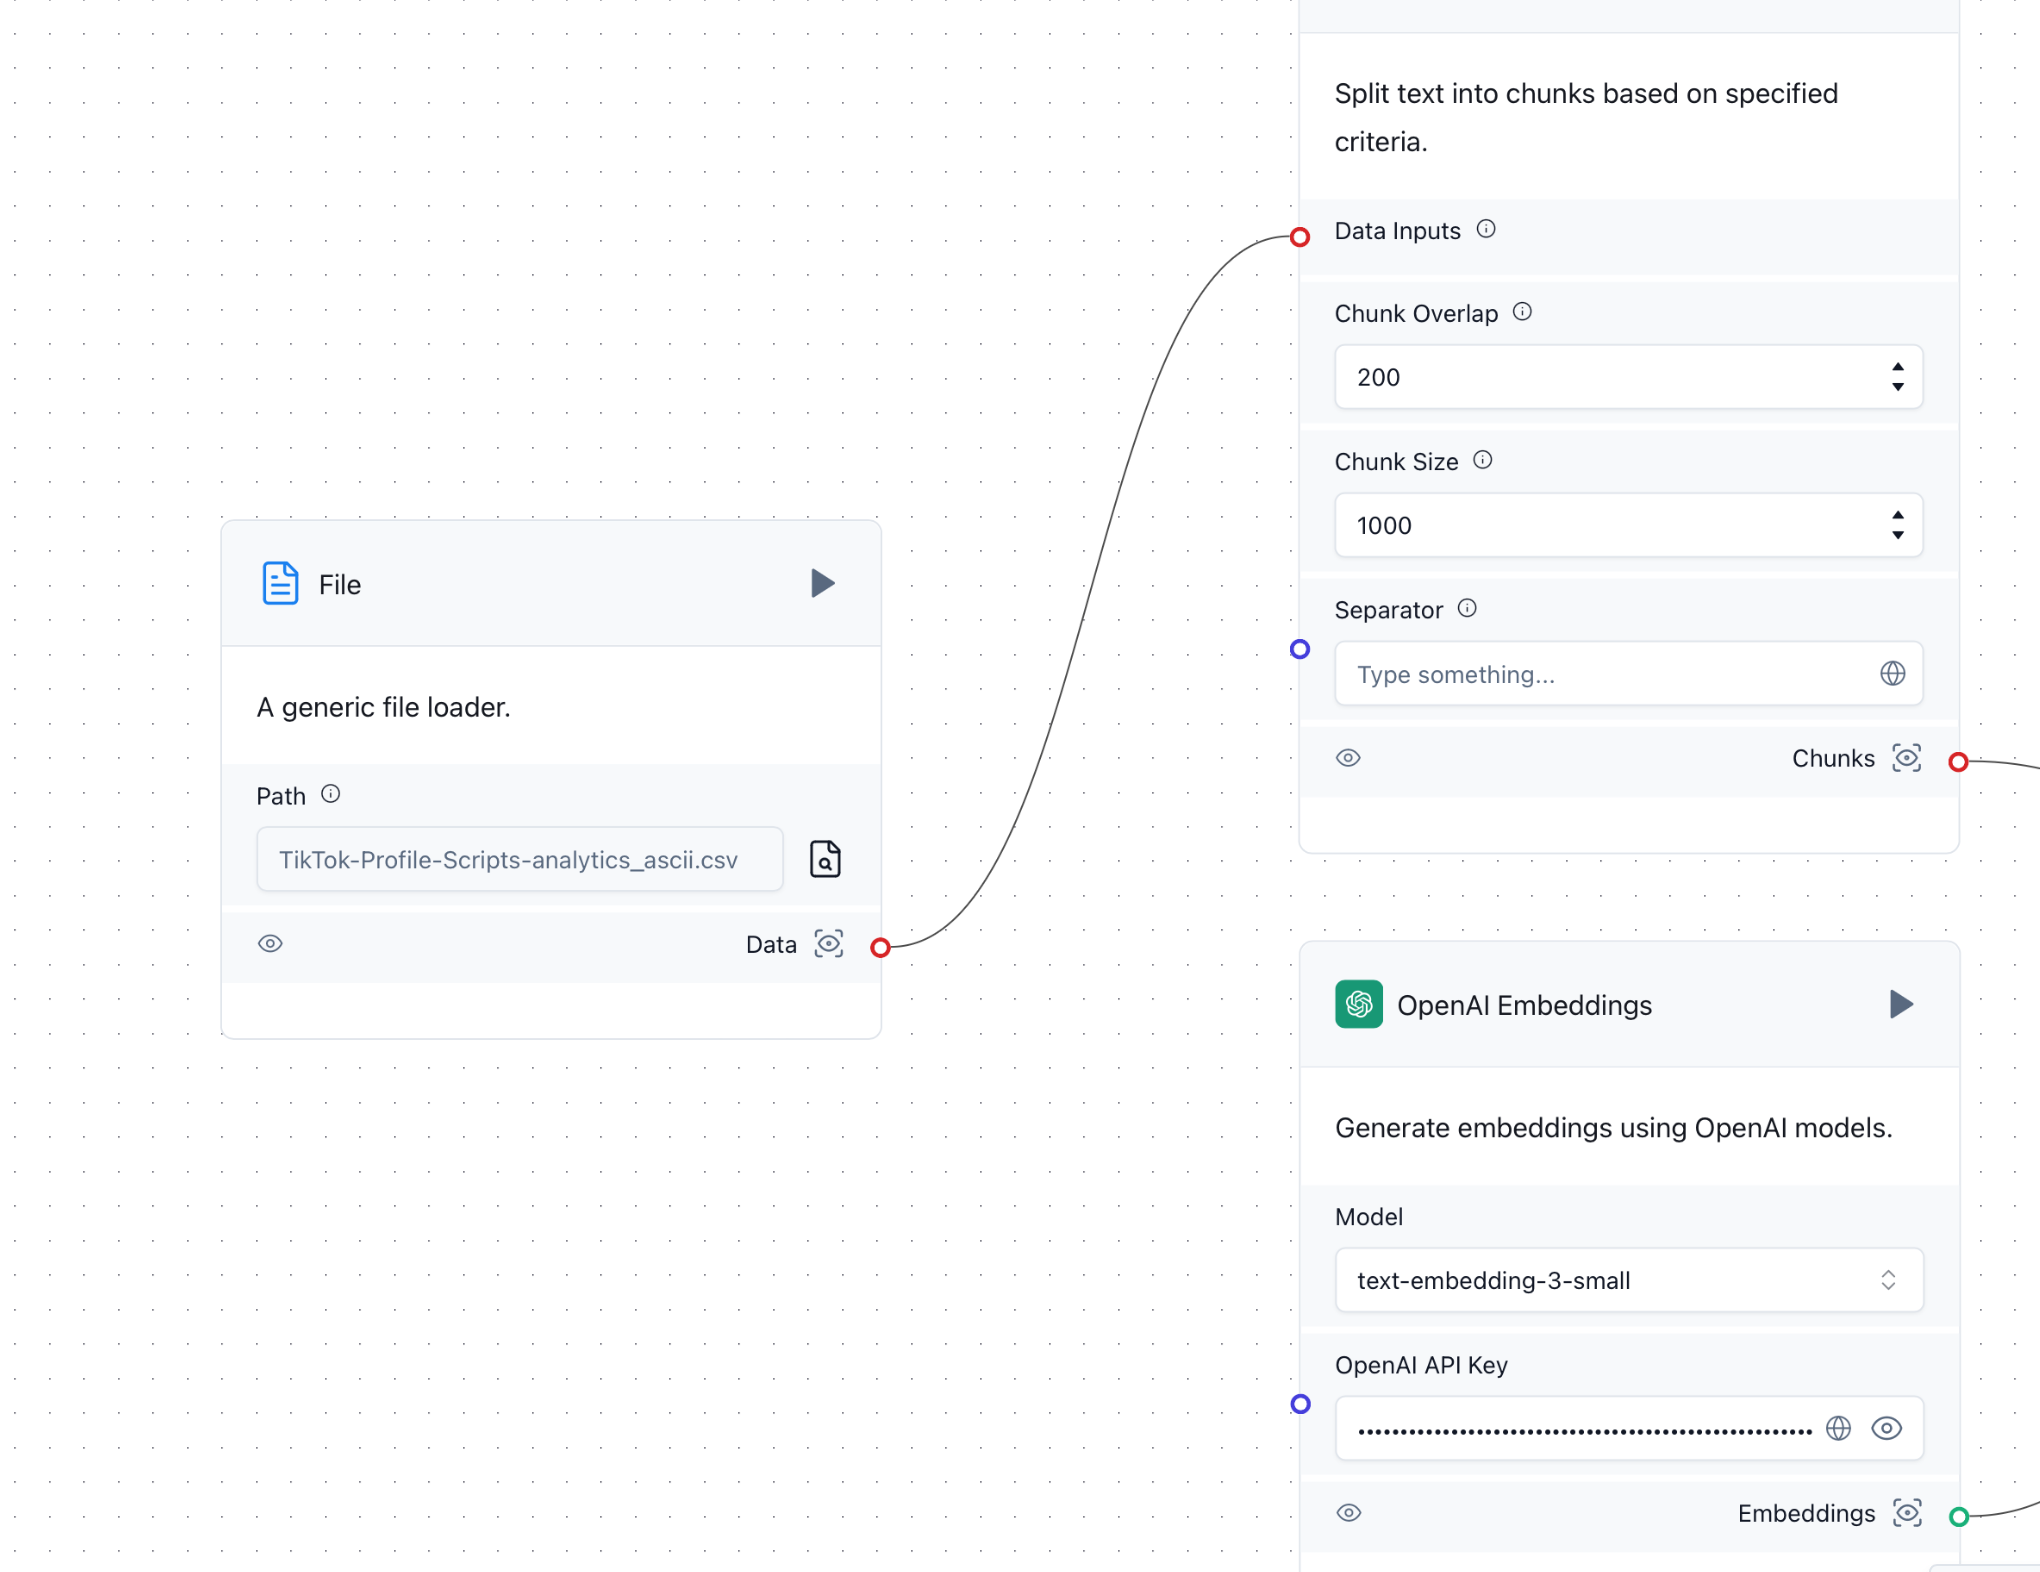 Split text into chunks based on specified
criteria.
Data Inputs
Chunk Overlap
200
Chunk Size
1000
Separator
Type something...
Chunks
File
A generic file loader.
Path
TikTok-Profile-Scripts-analytics_ascii.csv
Data
OpenAI Embeddings
Generate embeddings using OpenAI models.
Model
text-embedding-3-small
OpenAI API Key
Embeddings